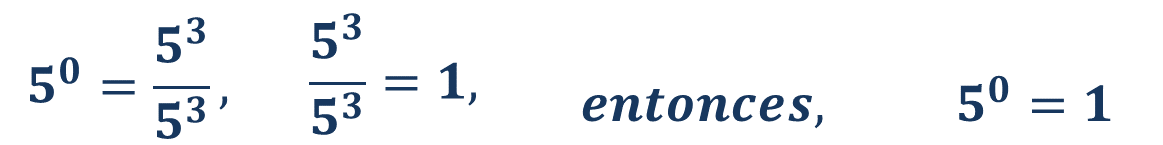 5⁰ = 5³/5³, 5³/5³ = 1, entonces, 5⁰ = 1